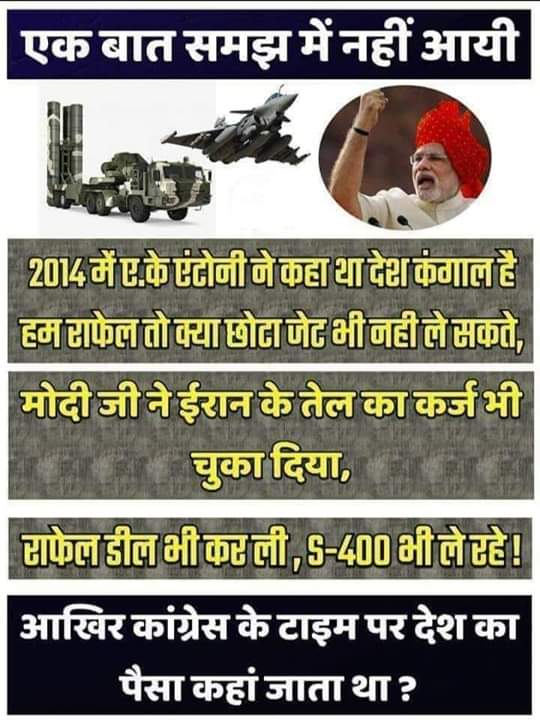 एक बात समझ में नहीं आयी
2014 में ए.के एंटोनी ने कहा था देश कंगाल है
हम राफेल तो क्या छोटा जेट भी नही ले सकते,
मोदी जी ने ईरान के तेल का कर्ज भी
चुका दिया,
राफेल डील भी कर ली , S-400 भी ले रहे !
आखिर कांग्रेस के टाइम पर देश का
पैसा कहां जाता था ?